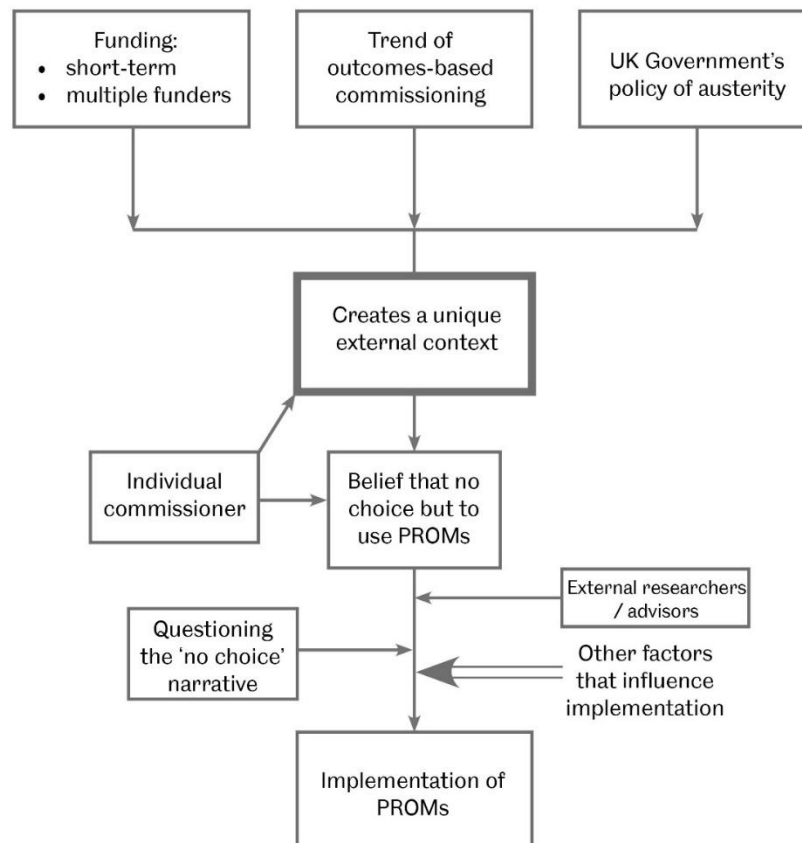 Funding:
• short-term
• multiple funders
Trend of
outcomes-based
commissioning
UK Government’s
policy of austerity
Creates a unique
external context
Individual
commissioner
Belief that no
choice but to
use PROMs
External researchers
/ advisors
Questioning
the ‘no choice’
narrative
Other factors
that influence
implementation
Implementation of
PROMs